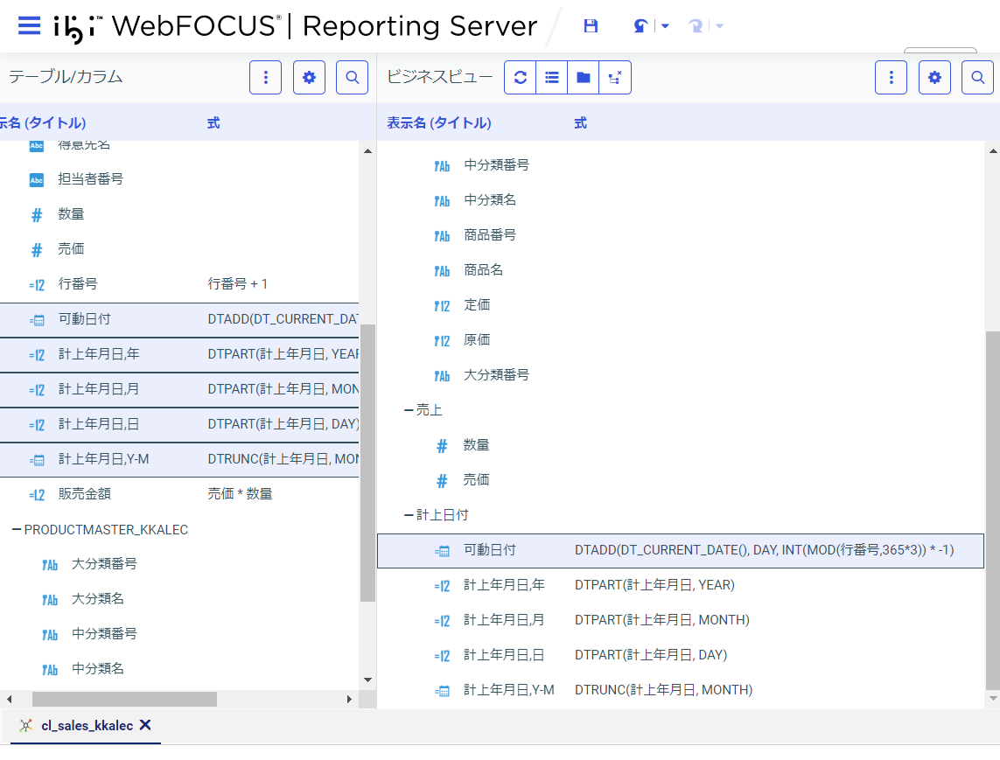 ibi™ WebFOCUS® | Reporting Server
テーブル/カラム
示名 (タイトル) 式
得意先名
担当者番号
数量
売価
行番号 行番号 + 1
可動日付 DTADD(DT_CURRENT_DAT
計上年月日,年 DTPART(計上年月日, YEAR
計上年月日,月 DTPART(計上年月日, MON
計上年月日,日 DTPART(計上年月日, DAY)
計上年月日,Y-M DTRUNC(計上年月日, MON
販売金額 売価 * 数量
PRODUCTMASTER_KKALEC
大分類番号
大分類名
中分類番号
中分類名
ビジネスビュー
表示名 (タイトル) 式
中分類番号
中分類名
商品番号
商品名
定価
原価
大分類番号
売上
数量
売価
計上日付
可動日付 DTADD(DT_CURRENT_DATE(), DAY, INT(MOD(行番号,365*3)) * -1)
計上年月日,年 DTPART(計上年月日, YEAR)
計上年月日,月 DTPART(計上年月日, MONTH)
計上年月日,日 DTPART(計上年月日, DAY)
計上年月日,Y-M DTRUNC(計上年月日, MONTH)
cl_sales_kkalec